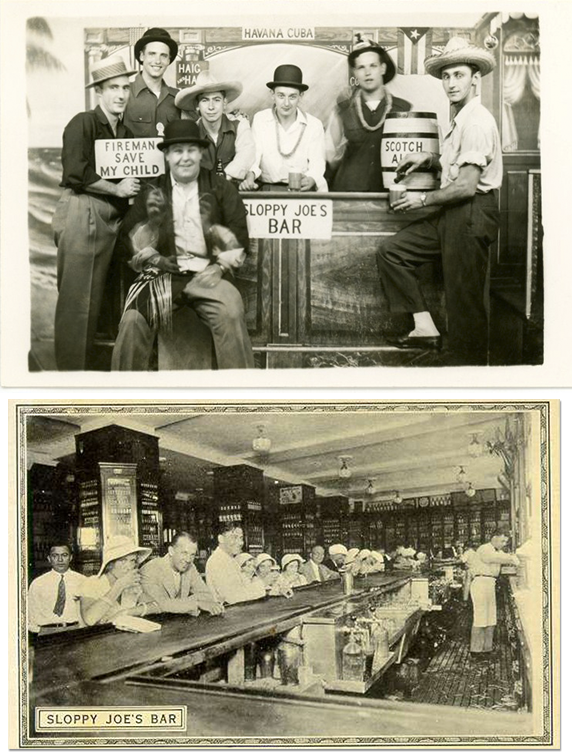 HAVANA CUBA
HAIG
FIREMAN
SAVE
MY CHILD
SCOTCH
SLOPPY JOE'S
BAR
SLOPPY JOE'S BAR